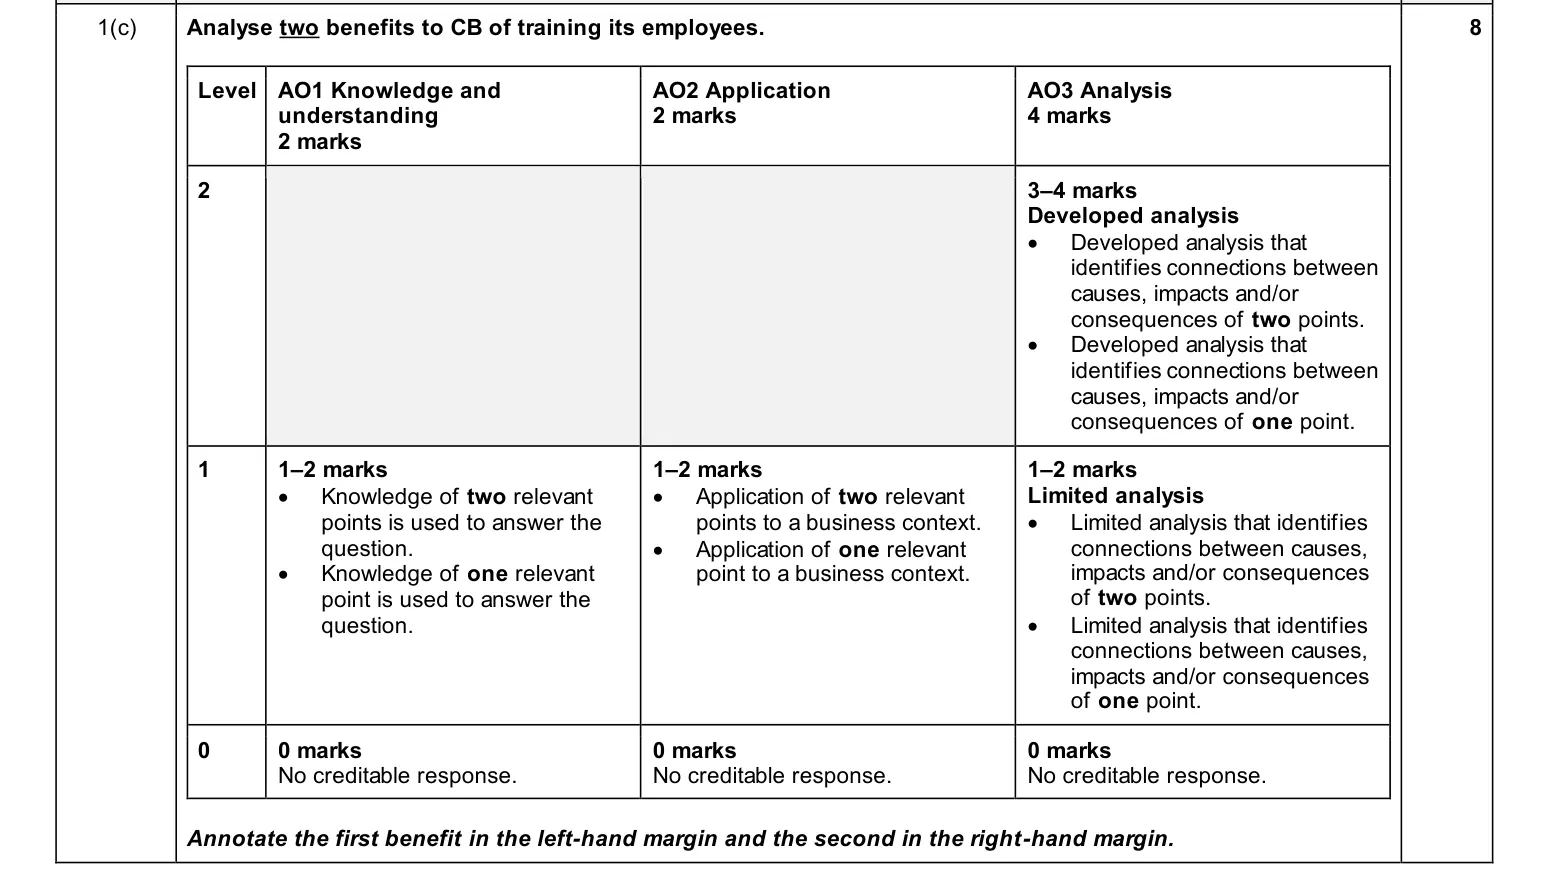 1(c)
Analyse two benefits to CB of training its employees.
8
Level
AO1 Knowledge and
understanding
2 marks
AO2 Application
2 marks
AO3 Analysis
4 marks
2
3–4 marks
Developed analysis
• Developed analysis that
identifies connections between
causes, impacts and/or
consequences of two points.
• Developed analysis that
identifies connections between
causes, impacts and/or
consequences of one point.
1
1–2 marks
• Knowledge of two relevant
points is used to answer the
question.
• Knowledge of one relevant
point is used to answer the
question.
1–2 marks
• Application of two relevant
points to a business context.
• Application of one relevant
point to a business context.
1–2 marks
Limited analysis
• Limited analysis that identifies
connections between causes,
impacts and/or consequences
of two points.
• Limited analysis that identifies
connections between causes,
impacts and/or consequences
of one point.
0
0 marks
No creditable response.
0 marks
No creditable response.
0 marks
No creditable response.
Annotate the first benefit in the left-hand margin and the second in the right-hand margin.